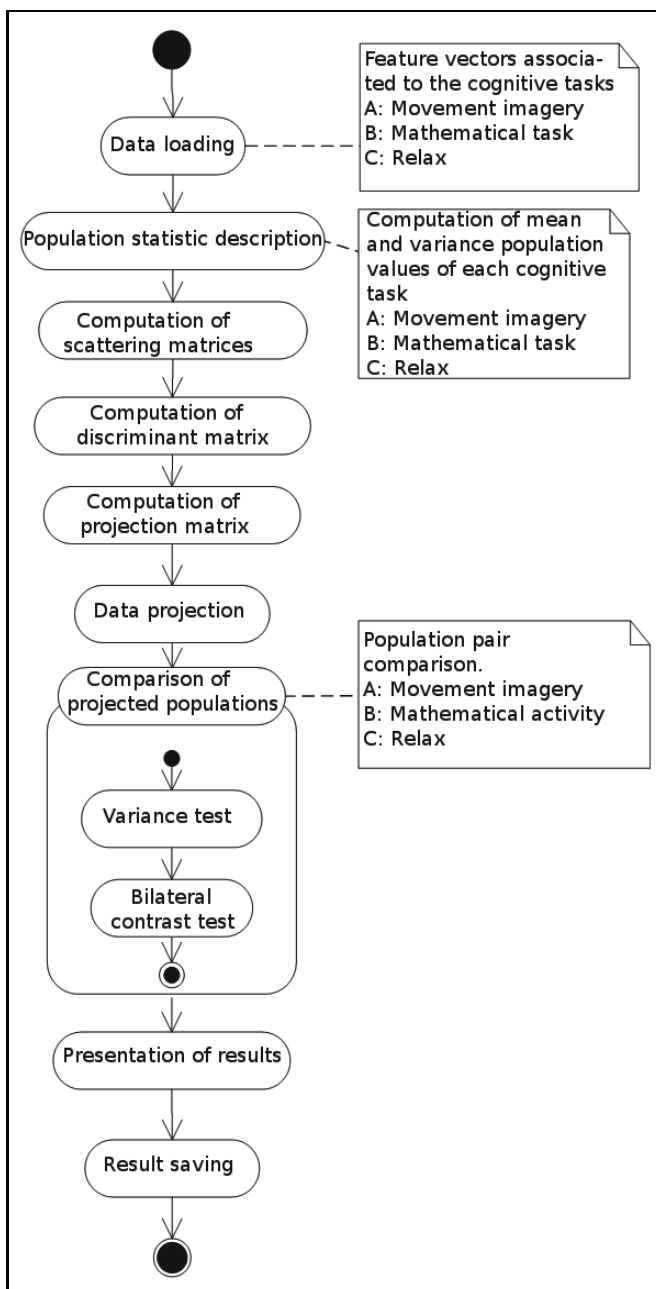 Feature vectors associa-
ted to the cognitive tasks
A: Movement imagery
B: Mathematical task
C: Relax
Data loading
Population statistic description
Computation of mean
and variance population
values of each cognitive
task
A: Movement imagery
B: Mathematical task
C: Relax
Computation of
scattering matrices
Computation of
discriminant matrix
Computation of
projection matrix
Data projection
Comparison of
projected populations
Population pair
comparison.
A: Movement imagery
B: Mathematical activity
C: Relax
Variance test
Bilateral
contrast test
Presentation of results
Result saving